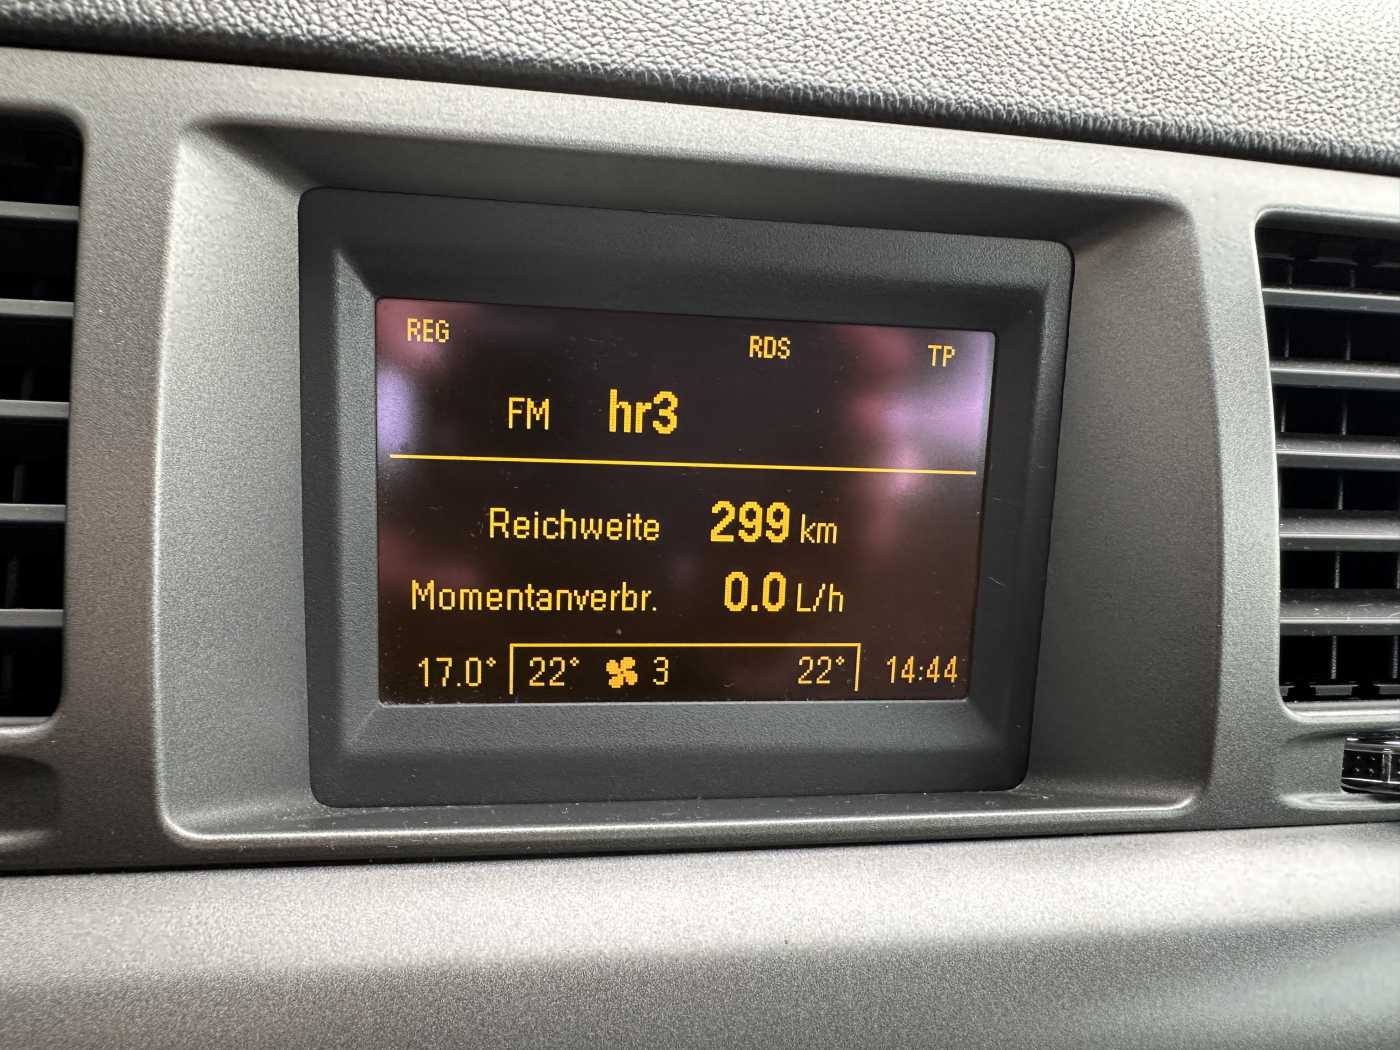 REG RDS TP
FM hr3
Reichweite 299 km
Momentanverbr. 0.0 L/h
17.0° 22° 3 22° 14:44